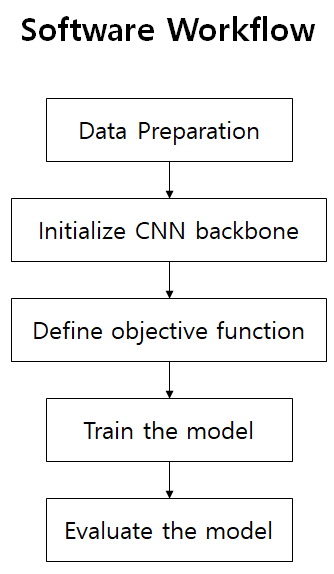 Software Workflow
Data Preparation
Initialize CNN backbone
Define objective function
Train the model
Evaluate the model